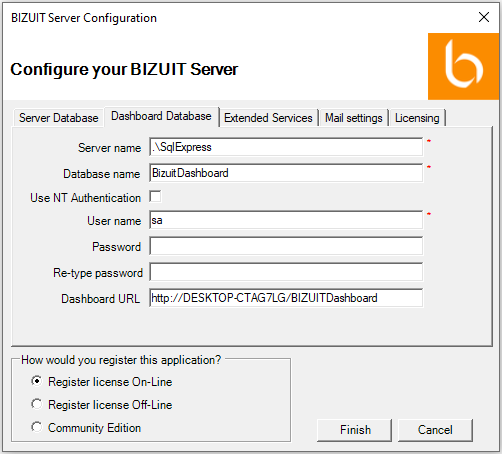 BIZUIT Server Configuration
Configure your BIZUIT Server
Server Database Dashboard Database Extended Services Mail settings Licensing
Server name .\SqlExpress *
Database name BizuitDashboard *
Use NT Authentication
User name sa *
Password
Re-type password
Dashboard URL http://DESKTOP-CTAG7LG/BIZUITDashboard
How would you register this application?
Register license On-Line
Register license Off-Line
Community Edition
Finish Cancel